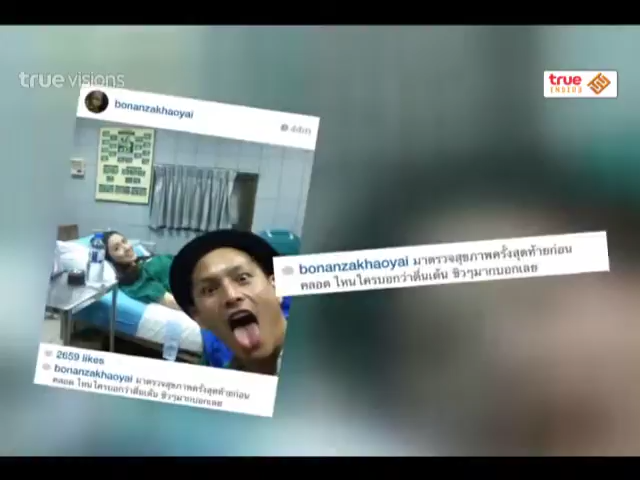 true visions
true
INSIDE
bonanzakhaoyai
bonanzakhaoyai มาตรวจสุขภาพครั้งสุดท้ายก่อน
คลอด ไหนใครบอกว่าตื่นเต้น ชิวๆมากบอกเลย
2659 likes
bonanzakhaoyai มาตรวจสุขภาพครั้งสุดท้ายก่อน
คลอด ไหนใครบอกว่าตื่นเต้น ชิวๆมากบอกเลย